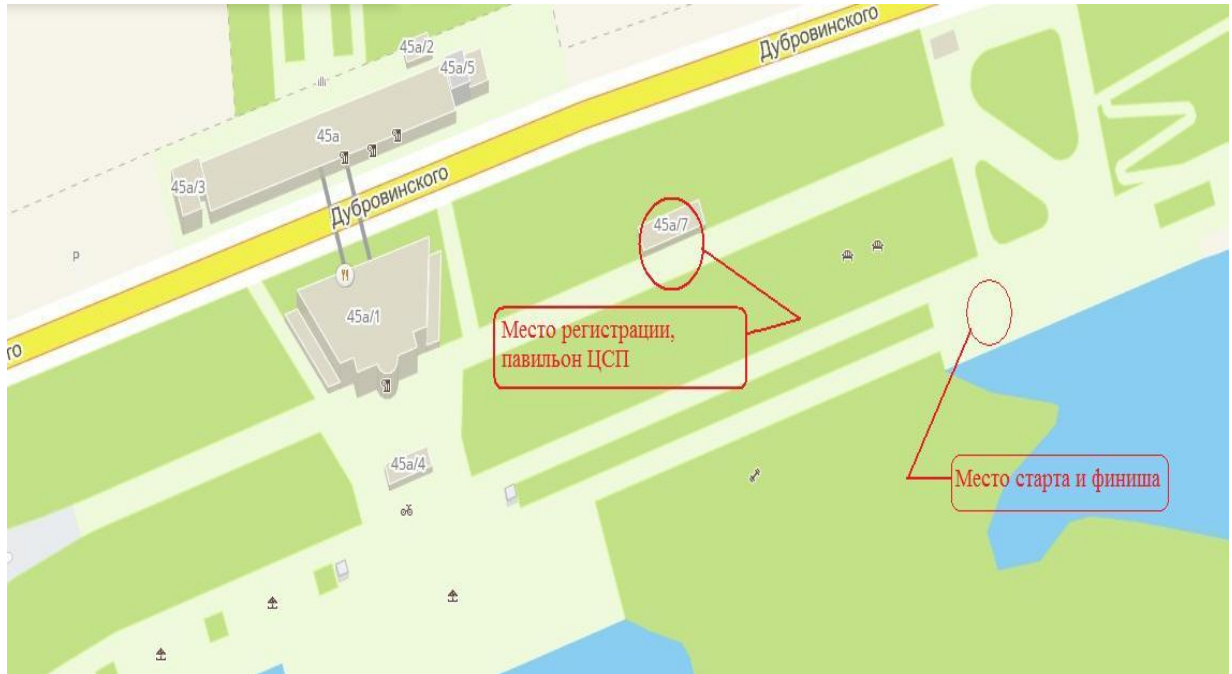 Дубровинского
45а/2
45а/5
45а
45а/3
Дубровинского
45а/7
P
45а/1
Место регистрации,
павильон ЦСП
го
45а/4
Место старта и финиша